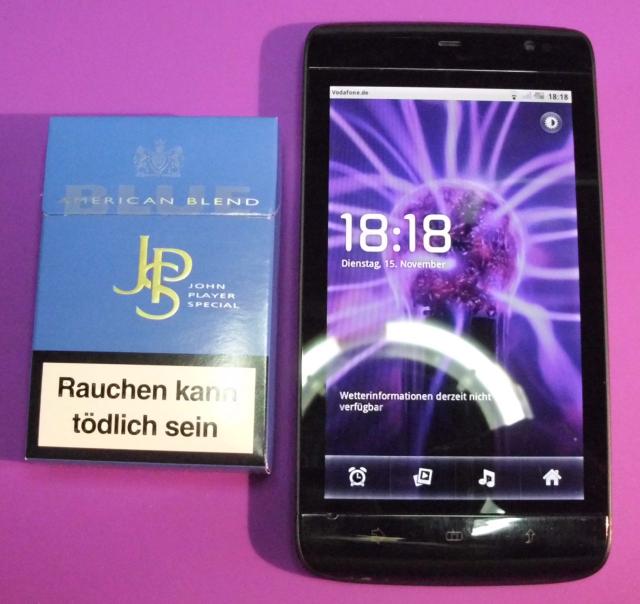 BLUE
AMERICAN BLEND
JPS
JOHN
PLAYER
SPECIAL
Rauchen kann
tödlich sein
Vodafone.de
18:18
18:18
Dienstag, 15. November
Wetterinformationen derzeit nicht
verfügbar